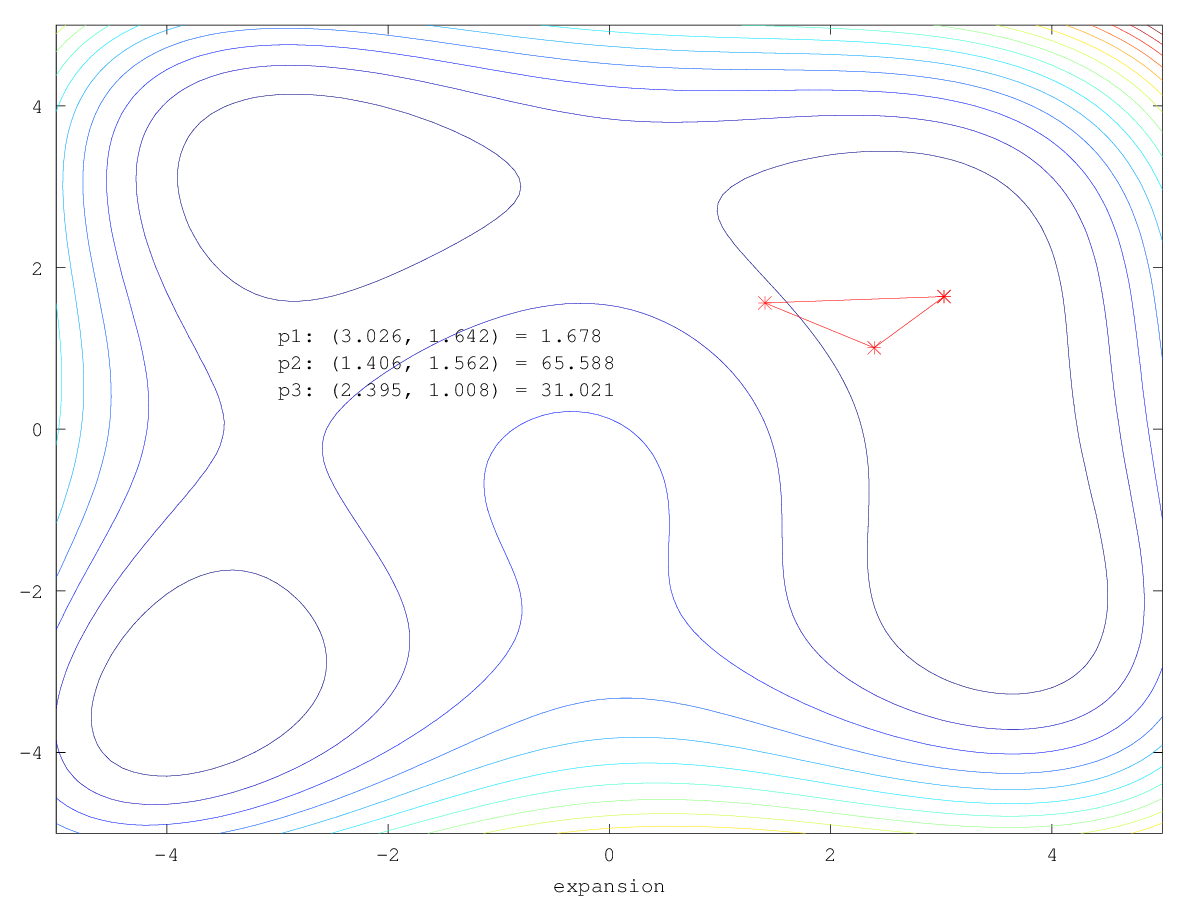 4
2
p1: (3.026, 1.642) = 1.678
p2: (1.406, 1.562) = 65.588
p3: (2.395, 1.008) = 31.021
0
-2
-4
-4 -2 0 2 4
expansion